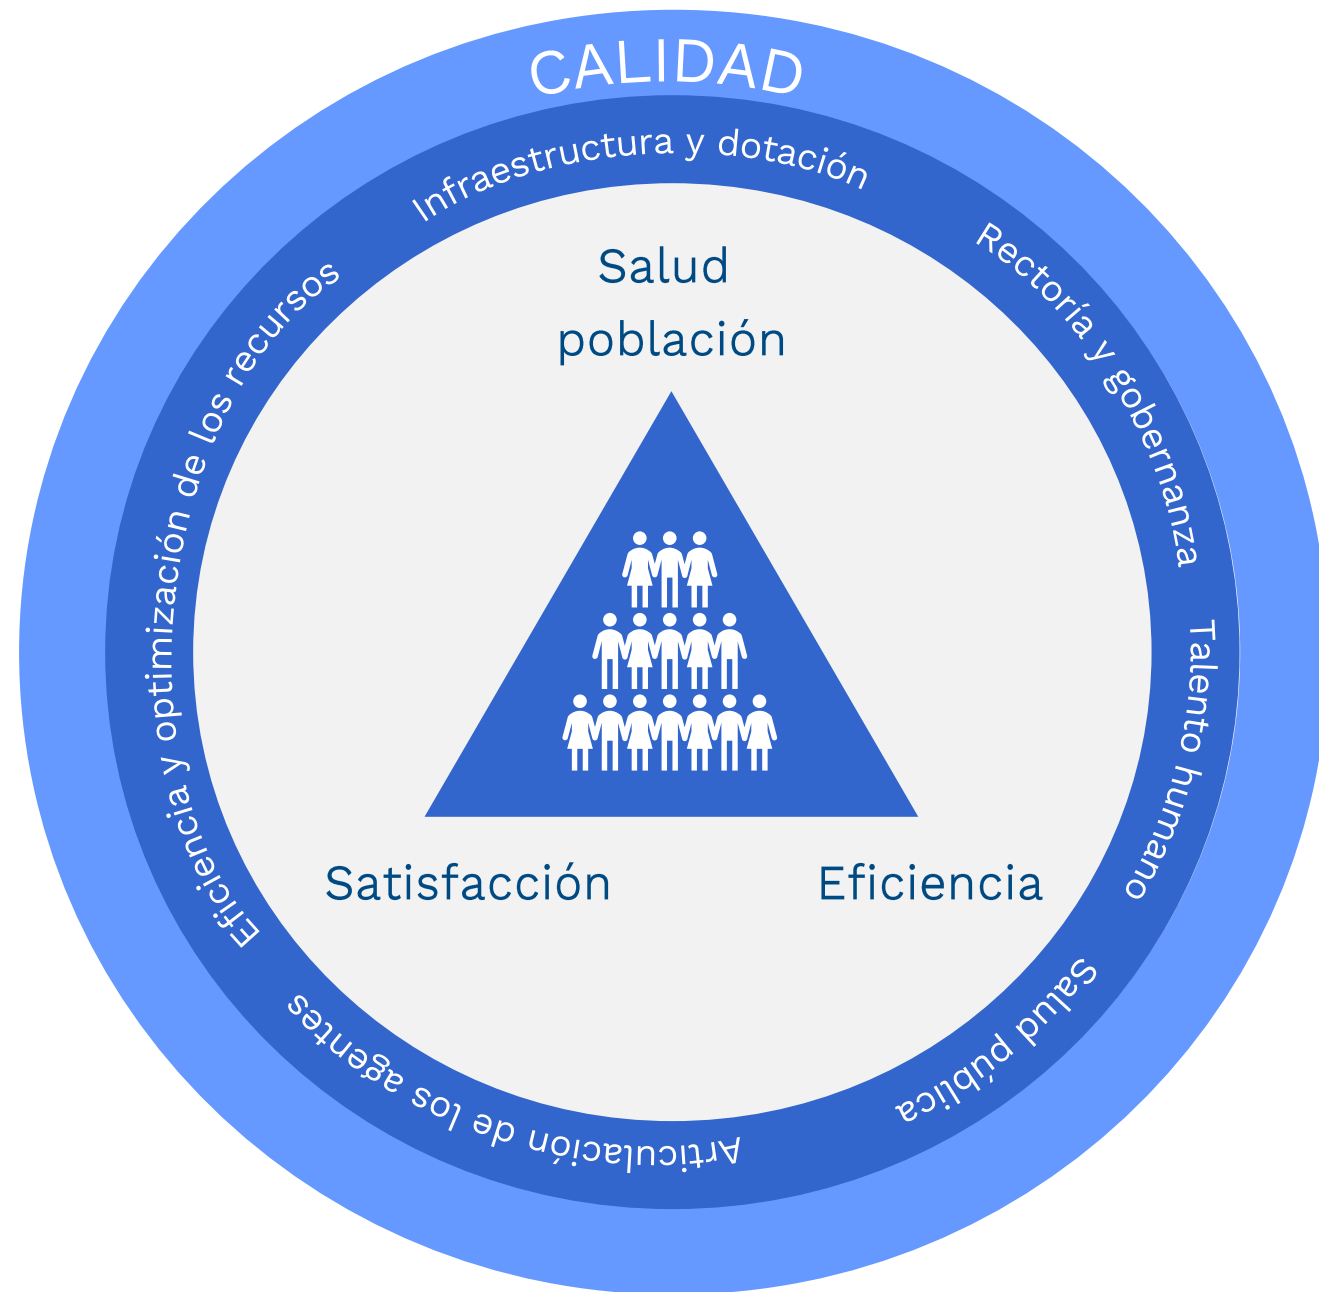 CALIDAD
Infraestructura y dotación
Rectoría y gobernanza
Talento humano
Salud pública
Articulación de los agentes
Eficiencia y optimización de los recursos
Salud
población
Satisfacción
Eficiencia